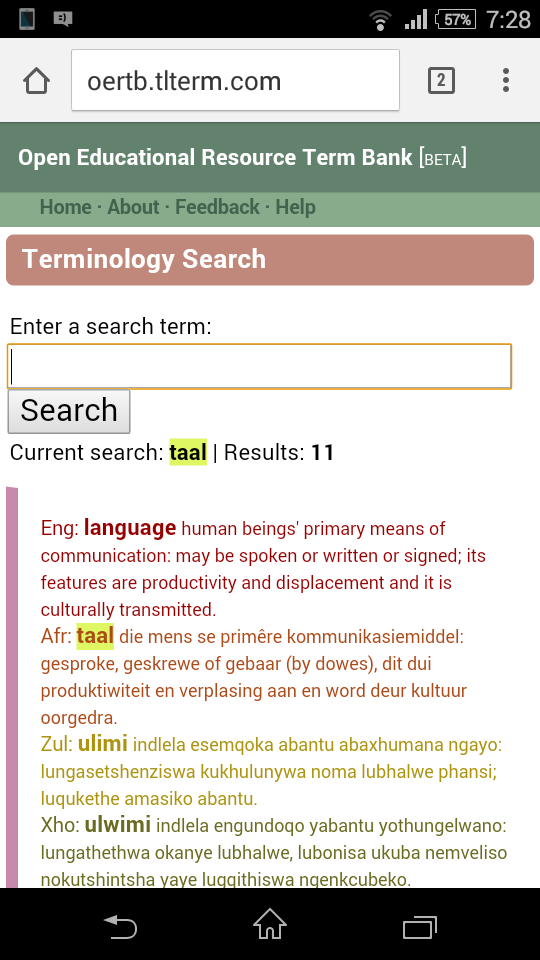 57% 7:28
oertb.tlterm.com 2
Open Educational Resource Term Bank [BETA]
Home · About · Feedback · Help
Terminology Search
Enter a search term:
Search
Current search: taal | Results: 11
Eng: language human beings' primary means of
communication: may be spoken or written or signed; its
features are productivity and displacement and it is
culturally transmitted.
Afr: taal die mens se primêre kommunikasiemiddel:
gesproke, geskrewe of gebaar (by dowes), dit dui
produktiwiteit en verplasing aan en word deur kultuur
oorgedra.
Zul: ulimi indlela esemqoka abantu abaxhumana ngayo:
lungasetshenziswa kukhulunywa noma lubhalwe phansi;
luqukethe amasiko abantu.
Xho: ulwimi indlela engundoqo yabantu yothungelwano:
lungathethwa okanye lubhalwe, lubonisa ukuba nemveliso
nokutshintsha yaye luggithiswa ngenkcubeko.